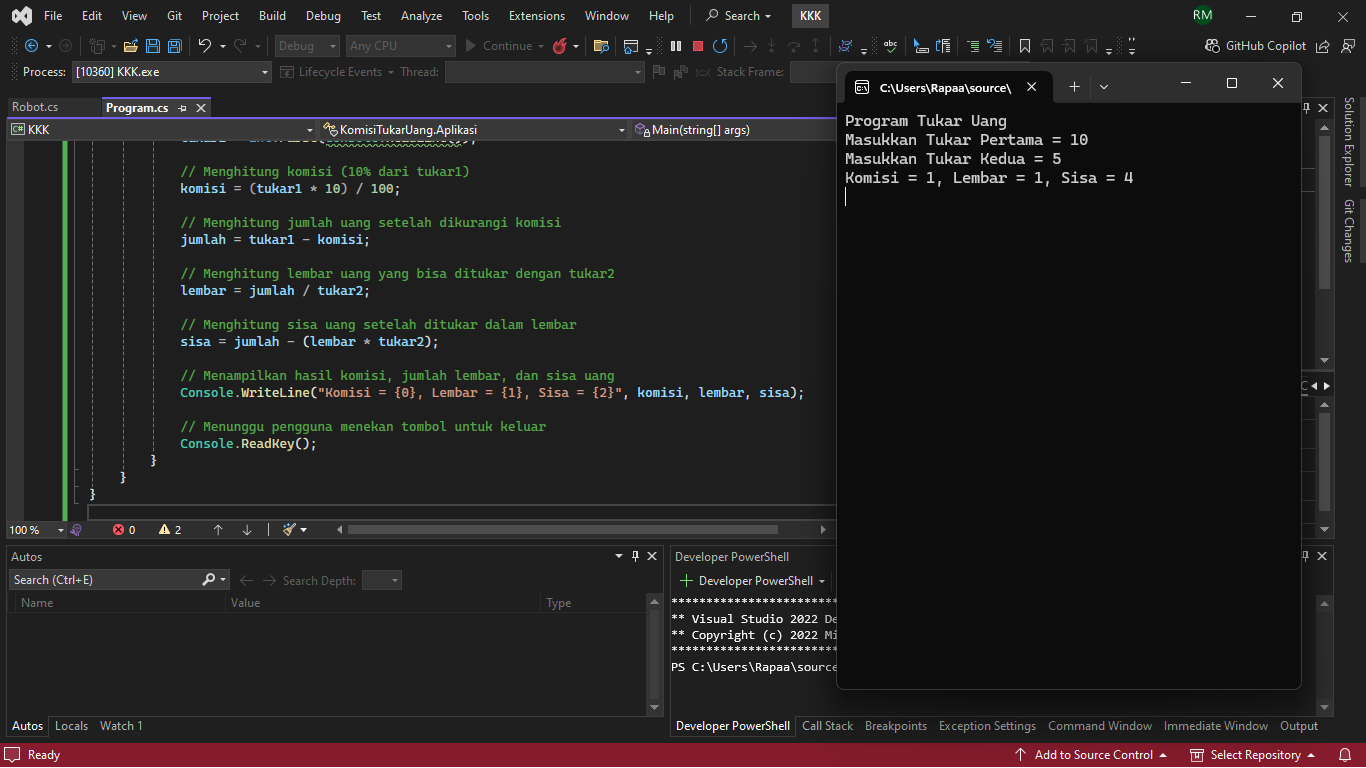 File Edit View Git Project Build Debug Test Analyze Tools Extensions Window Help Search KKK RM
Debug Any CPU Continue GitHub Copilot
Process: [10360] KKK.exe Lifecycle Events Thread: Stack Frame:
Robot.cs Program.cs
KKK KomisiTukarUang.Aplikasi Main(string[] args)
// Menghitung komisi (10% dari tukar1)
komisi = (tukar1 * 10) / 100;
// Menghitung jumlah uang setelah dikurangi komisi
jumlah = tukar1 - komisi;
// Menghitung lembar uang yang bisa ditukar dengan tukar2
lembar = jumlah / tukar2;
// Menghitung sisa uang setelah ditukar dalam lembar
sisa = jumlah - (lembar * tukar2);
// Menampilkan hasil komisi, jumlah lembar, dan sisa uang
Console.WriteLine("Komisi = {0}, Lembar = {1}, Sisa = {2}", komisi, lembar, sisa);
// Menunggu pengguna menekan tombol untuk keluar
Console.ReadKey();
}
}
}
100 % 0 2
C:\Users\Rapaa\source\
Program Tukar Uang
Masukkan Tukar Pertama = 10
Masukkan Tukar Kedua = 5
Komisi = 1, Lembar = 1, Sisa = 4
Solution Explorer
Git Changes
Autos
Search (Ctrl+E) Search Depth:
Name Value Type
Autos Locals Watch 1
Developer PowerShell
Developer PowerShell
** Visual Studio 2022 De
** Copyright (c) 2022 Mi
PS C:\Users\Rapaa\source
Developer PowerShell Call Stack Breakpoints Exception Settings Command Window Immediate Window Output
Ready Add to Source Control Select Repository